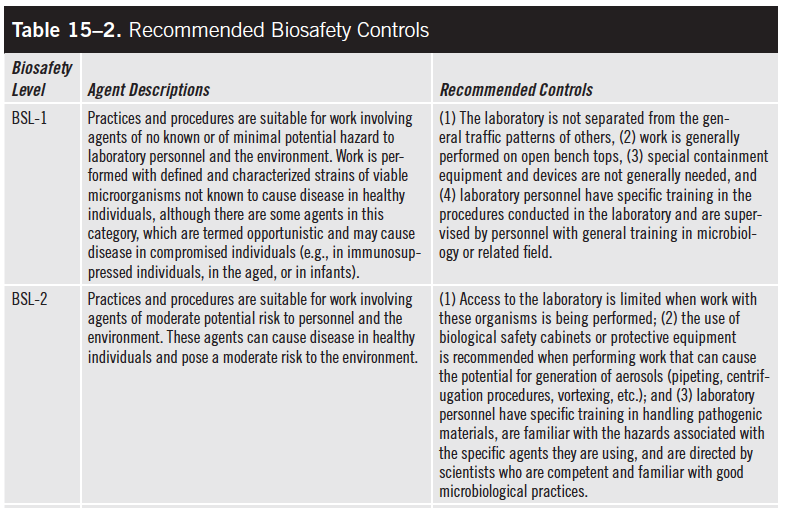 Table 15–2. Recommended Biosafety Controls
Biosafety
Level
Agent Descriptions
Recommended Controls
BSL-1
Practices and procedures are suitable for work involving
agents of no known or of minimal potential hazard to
laboratory personnel and the environment. Work is per-
formed with defined and characterized strains of viable
microorganisms not known to cause disease in healthy
individuals, although there are some agents in this
category, which are termed opportunistic and may cause
disease in compromised individuals (e.g., in immunosup-
pressed individuals, in the aged, or in infants).
(1) The laboratory is not separated from the gen-
eral traffic patterns of others, (2) work is generally
performed on open bench tops, (3) special containment
equipment and devices are not generally needed, and
(4) laboratory personnel have specific training in the
procedures conducted in the laboratory and are super-
vised by personnel with general training in microbiol-
ogy or related field.
BSL-2
Practices and procedures are suitable for work involving
agents of moderate potential risk to personnel and the
environment. These agents can cause disease in healthy
individuals and pose a moderate risk to the environment.
(1) Access to the laboratory is limited when work with
these organisms is being performed; (2) the use of
biological safety cabinets or protective equipment
is recommended when performing work that can cause
the potential for generation of aerosols (pipeting, centrif-
ugation procedures, vortexing, etc.); and (3) laboratory
personnel have specific training in handling pathogenic
materials, are familiar with the hazards associated with
the specific agents they are using, and are directed by
scientists who are competent and familiar with good
microbiological practices.